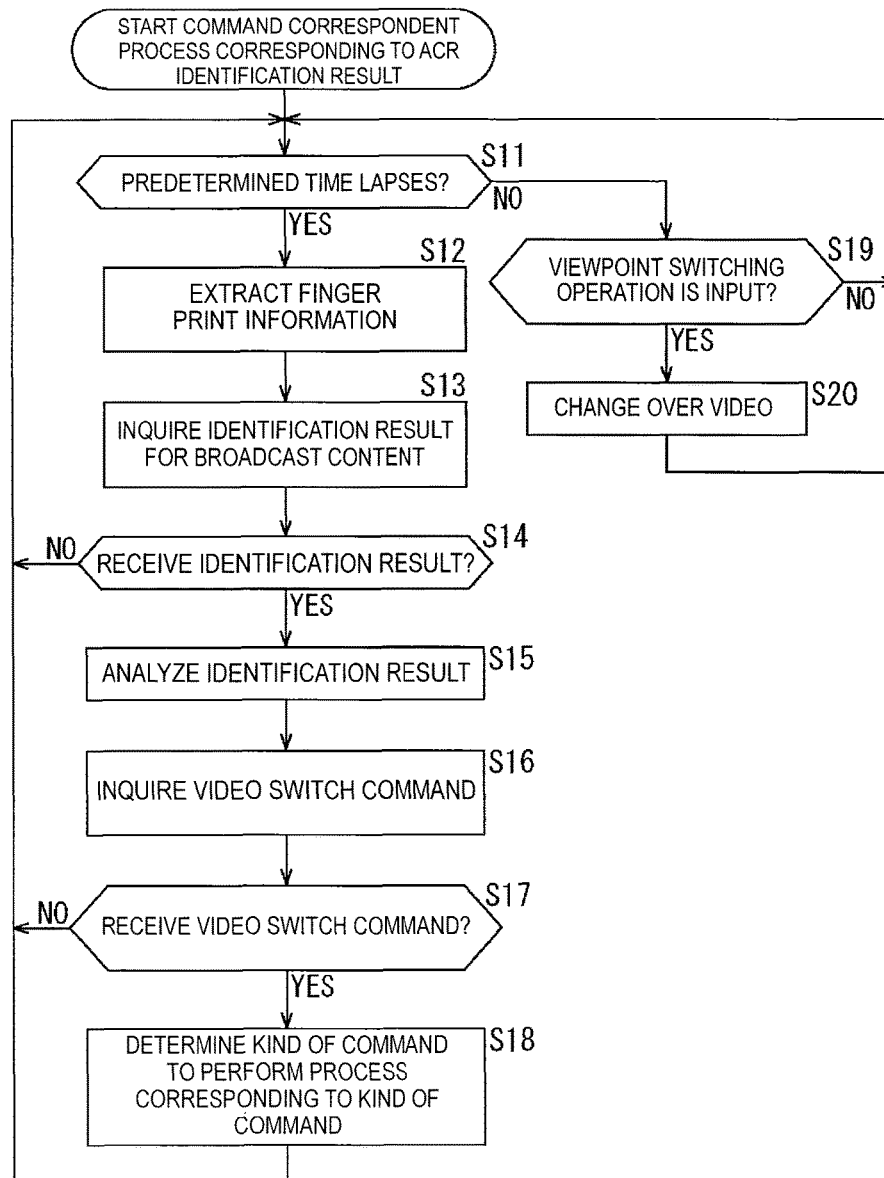 START COMMAND CORRESPONDENT
PROCESS CORRESPONDING TO ACR
IDENTIFICATION RESULT
S11
PREDETERMINED TIME LAPSES?
NO
YES
S12
EXTRACT FINGER
PRINT INFORMATION
S19
VIEWPOINT SWITCHING
OPERATION IS INPUT?
NO
YES
S20
CHANGE OVER VIDEO
S13
INQUIRE IDENTIFICATION RESULT
FOR BROADCAST CONTENT
S14
NO
RECEIVE IDENTIFICATION RESULT?
YES
S15
ANALYZE IDENTIFICATION RESULT
S16
INQUIRE VIDEO SWITCH COMMAND
S17
NO
RECEIVE VIDEO SWITCH COMMAND?
YES
S18
DETERMINE KIND OF COMMAND
TO PERFORM PROCESS
CORRESPONDING TO KIND OF
COMMAND